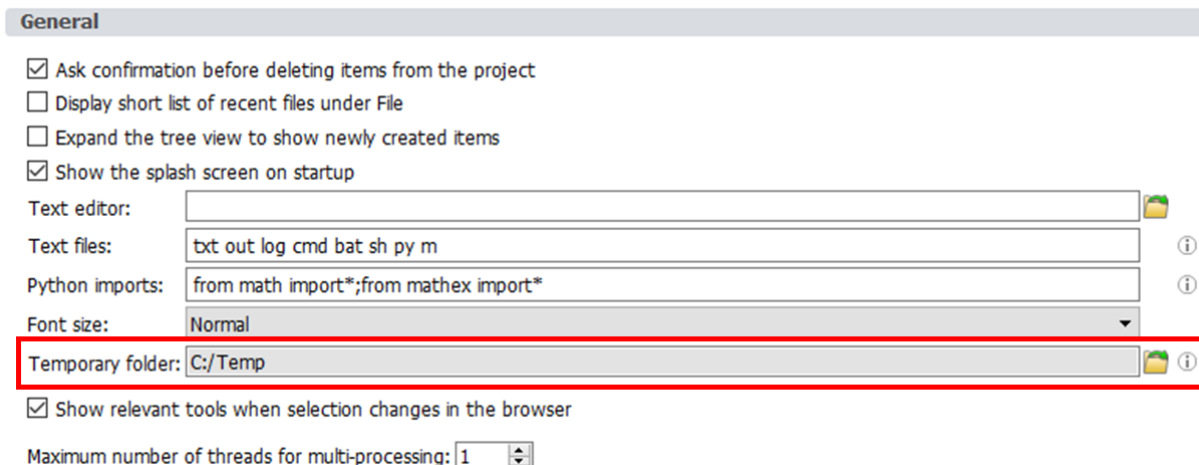 General
Ask confirmation before deleting items from the project
Display short list of recent files under File
Expand the tree view to show newly created items
Show the splash screen on startup
Text editor:
Text files: txt out log cmd bat sh py m
Python imports: from math import*;from mathex import*
Font size: Normal
Temporary folder: C:/Temp
Show relevant tools when selection changes in the browser
Maximum number of threads for multi-processing: 1